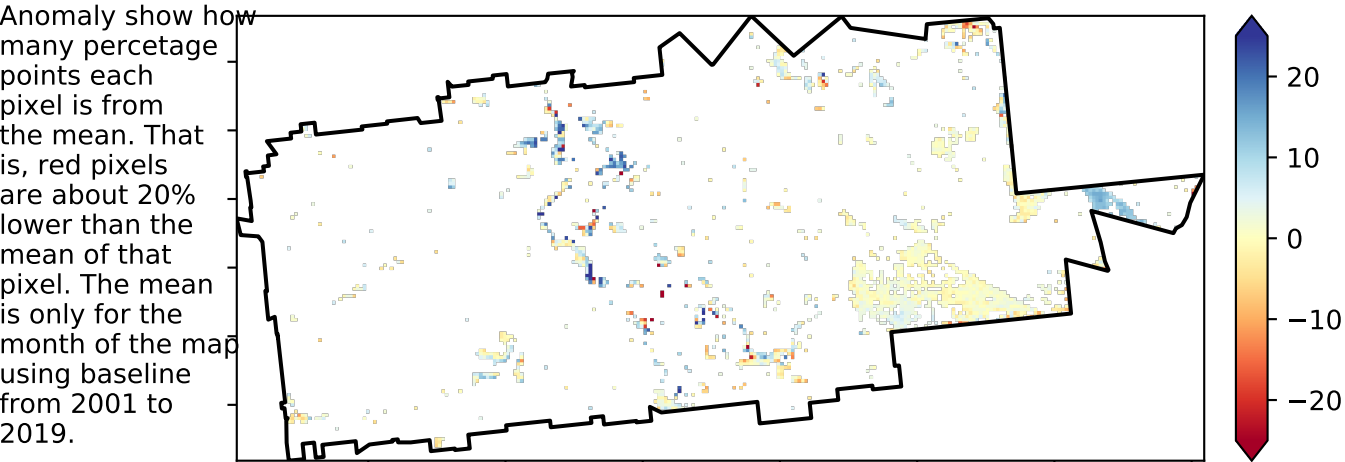 Anomaly show how
many percetage
points each
pixel is from
the mean. That
is, red pixels
are about 20%
lower than the
mean of that
pixel. The mean
is only for the
month of the map
using baseline
from 2001 to
2019.
20
10
0
−10
−20